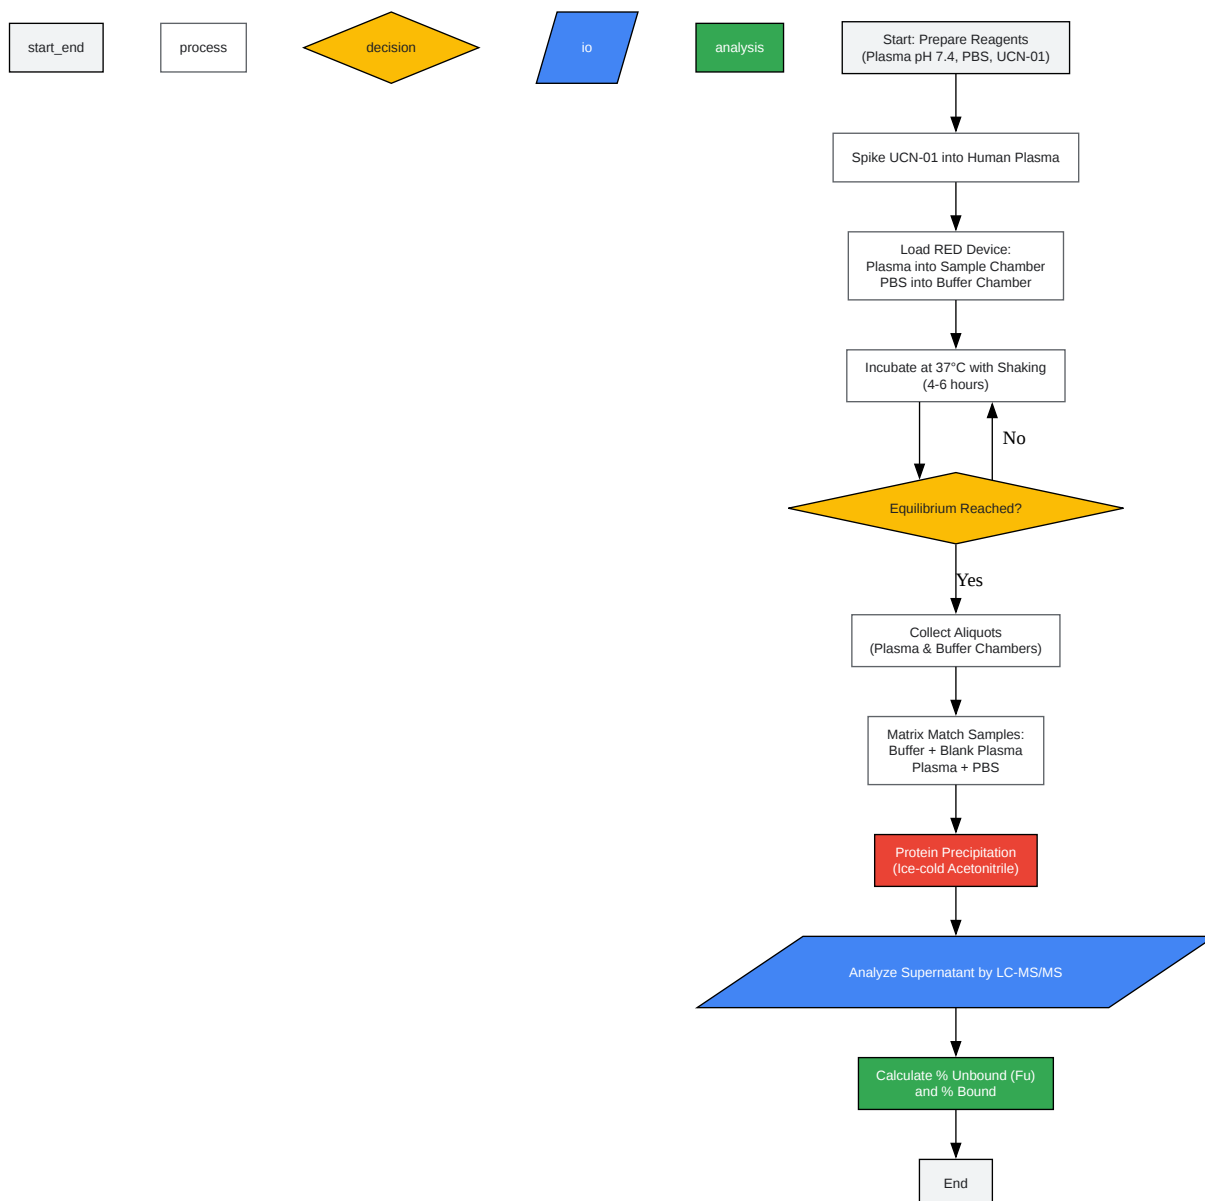 start_end
process
decision
io
analysis
Start: Prepare Reagents
(Plasma pH 7.4, PBS, UCN-01)
Spike UCN-01 into Human Plasma
Load RED Device:
Plasma into Sample Chamber
PBS into Buffer Chamber
Incubate at 37°C with Shaking
(4-6 hours)
No
Equilibrium Reached?
Yes
Collect Aliquots
(Plasma & Buffer Chambers)
Matrix Match Samples:
Buffer + Blank Plasma
Plasma + PBS
Protein Precipitation
(Ice-cold Acetonitrile)
Analyze Supernatant by LC-MS/MS
Calculate % Unbound (Fu)
and % Bound
End